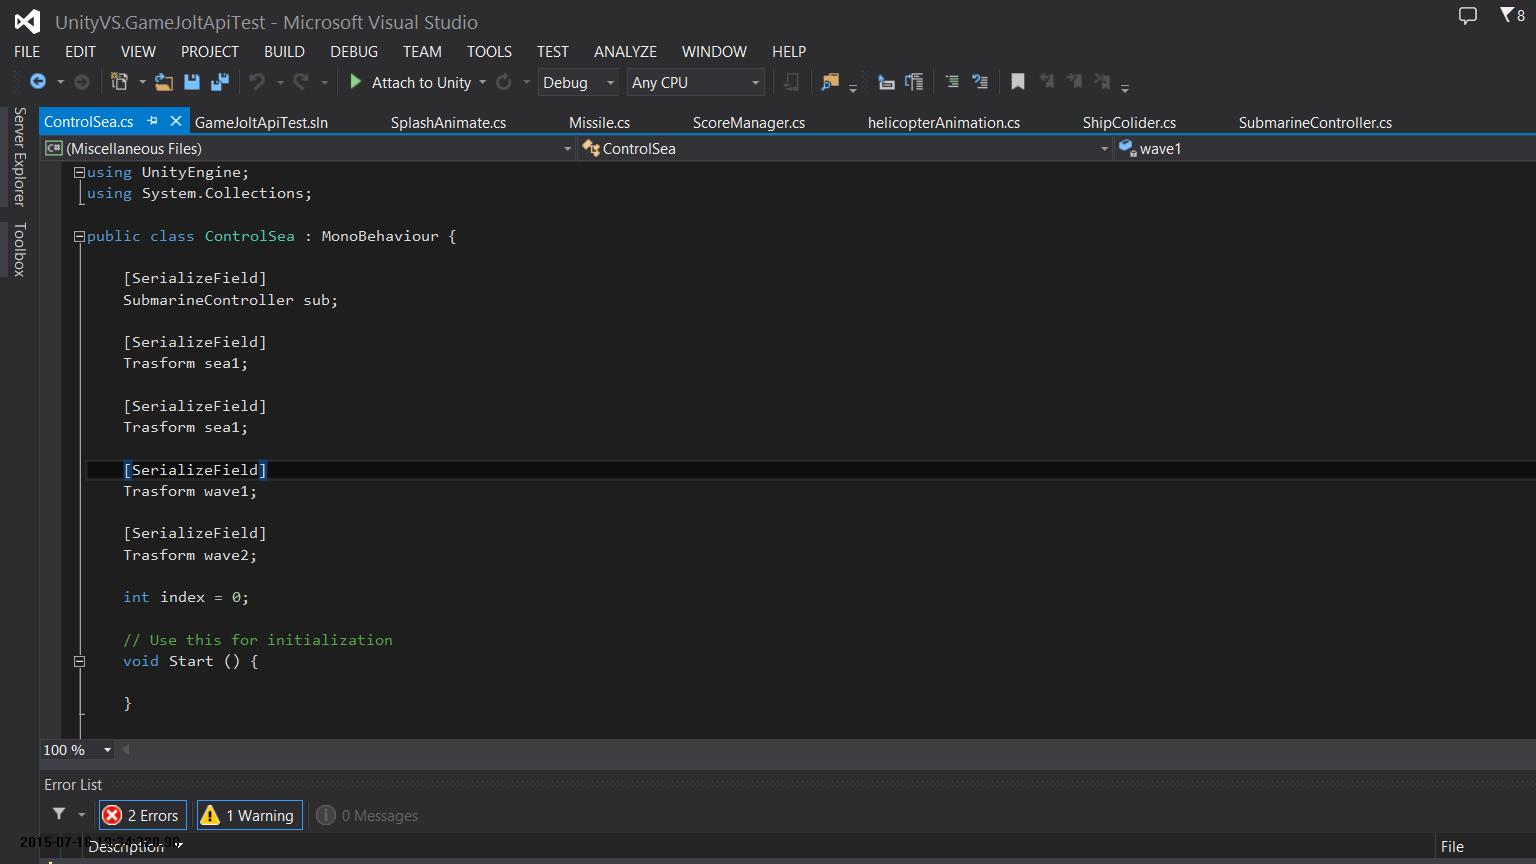 UnityVS.GameJoltApiTest - Microsoft Visual Studio
8
FILE EDIT VIEW PROJECT BUILD DEBUG TEAM TOOLS TEST ANALYZE WINDOW HELP
Attach to Unity Debug Any CPU
Server Explorer
Toolbox
ControlSea.cs GameJoltApiTest.sln SplashAnimate.cs Missile.cs ScoreManager.cs helicopterAnimation.cs ShipColider.cs SubmarineController.cs
C# (Miscellaneous Files) ControlSea wave1
using UnityEngine;
using System.Collections;
public class ControlSea : MonoBehaviour {
[SerializeField]
SubmarineController sub;
[SerializeField]
Trasform sea1;
[SerializeField]
Trasform sea1;
[SerializeField]
Trasform wave1;
[SerializeField]
Trasform wave2;
int index = 0;
// Use this for initialization
void Start () {
}
100 %
Error List
2 Errors 1 Warning 0 Messages
Description File